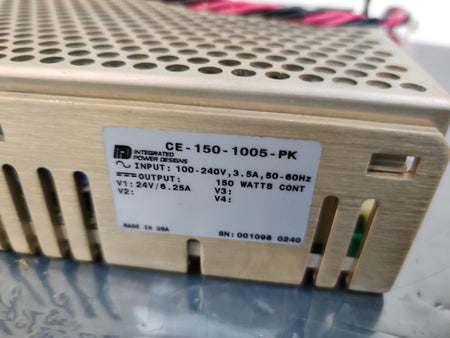 CE-150-1005-PK
INTEGRATED
POWER DESIGNS
INPUT: 100-240V, 3.5A, 50-60Hz
OUTPUT: 150 WATTS CONT
V1: 24V/6.25A V3:
V2: V4:
MADE IN USA SN: 001098 0240